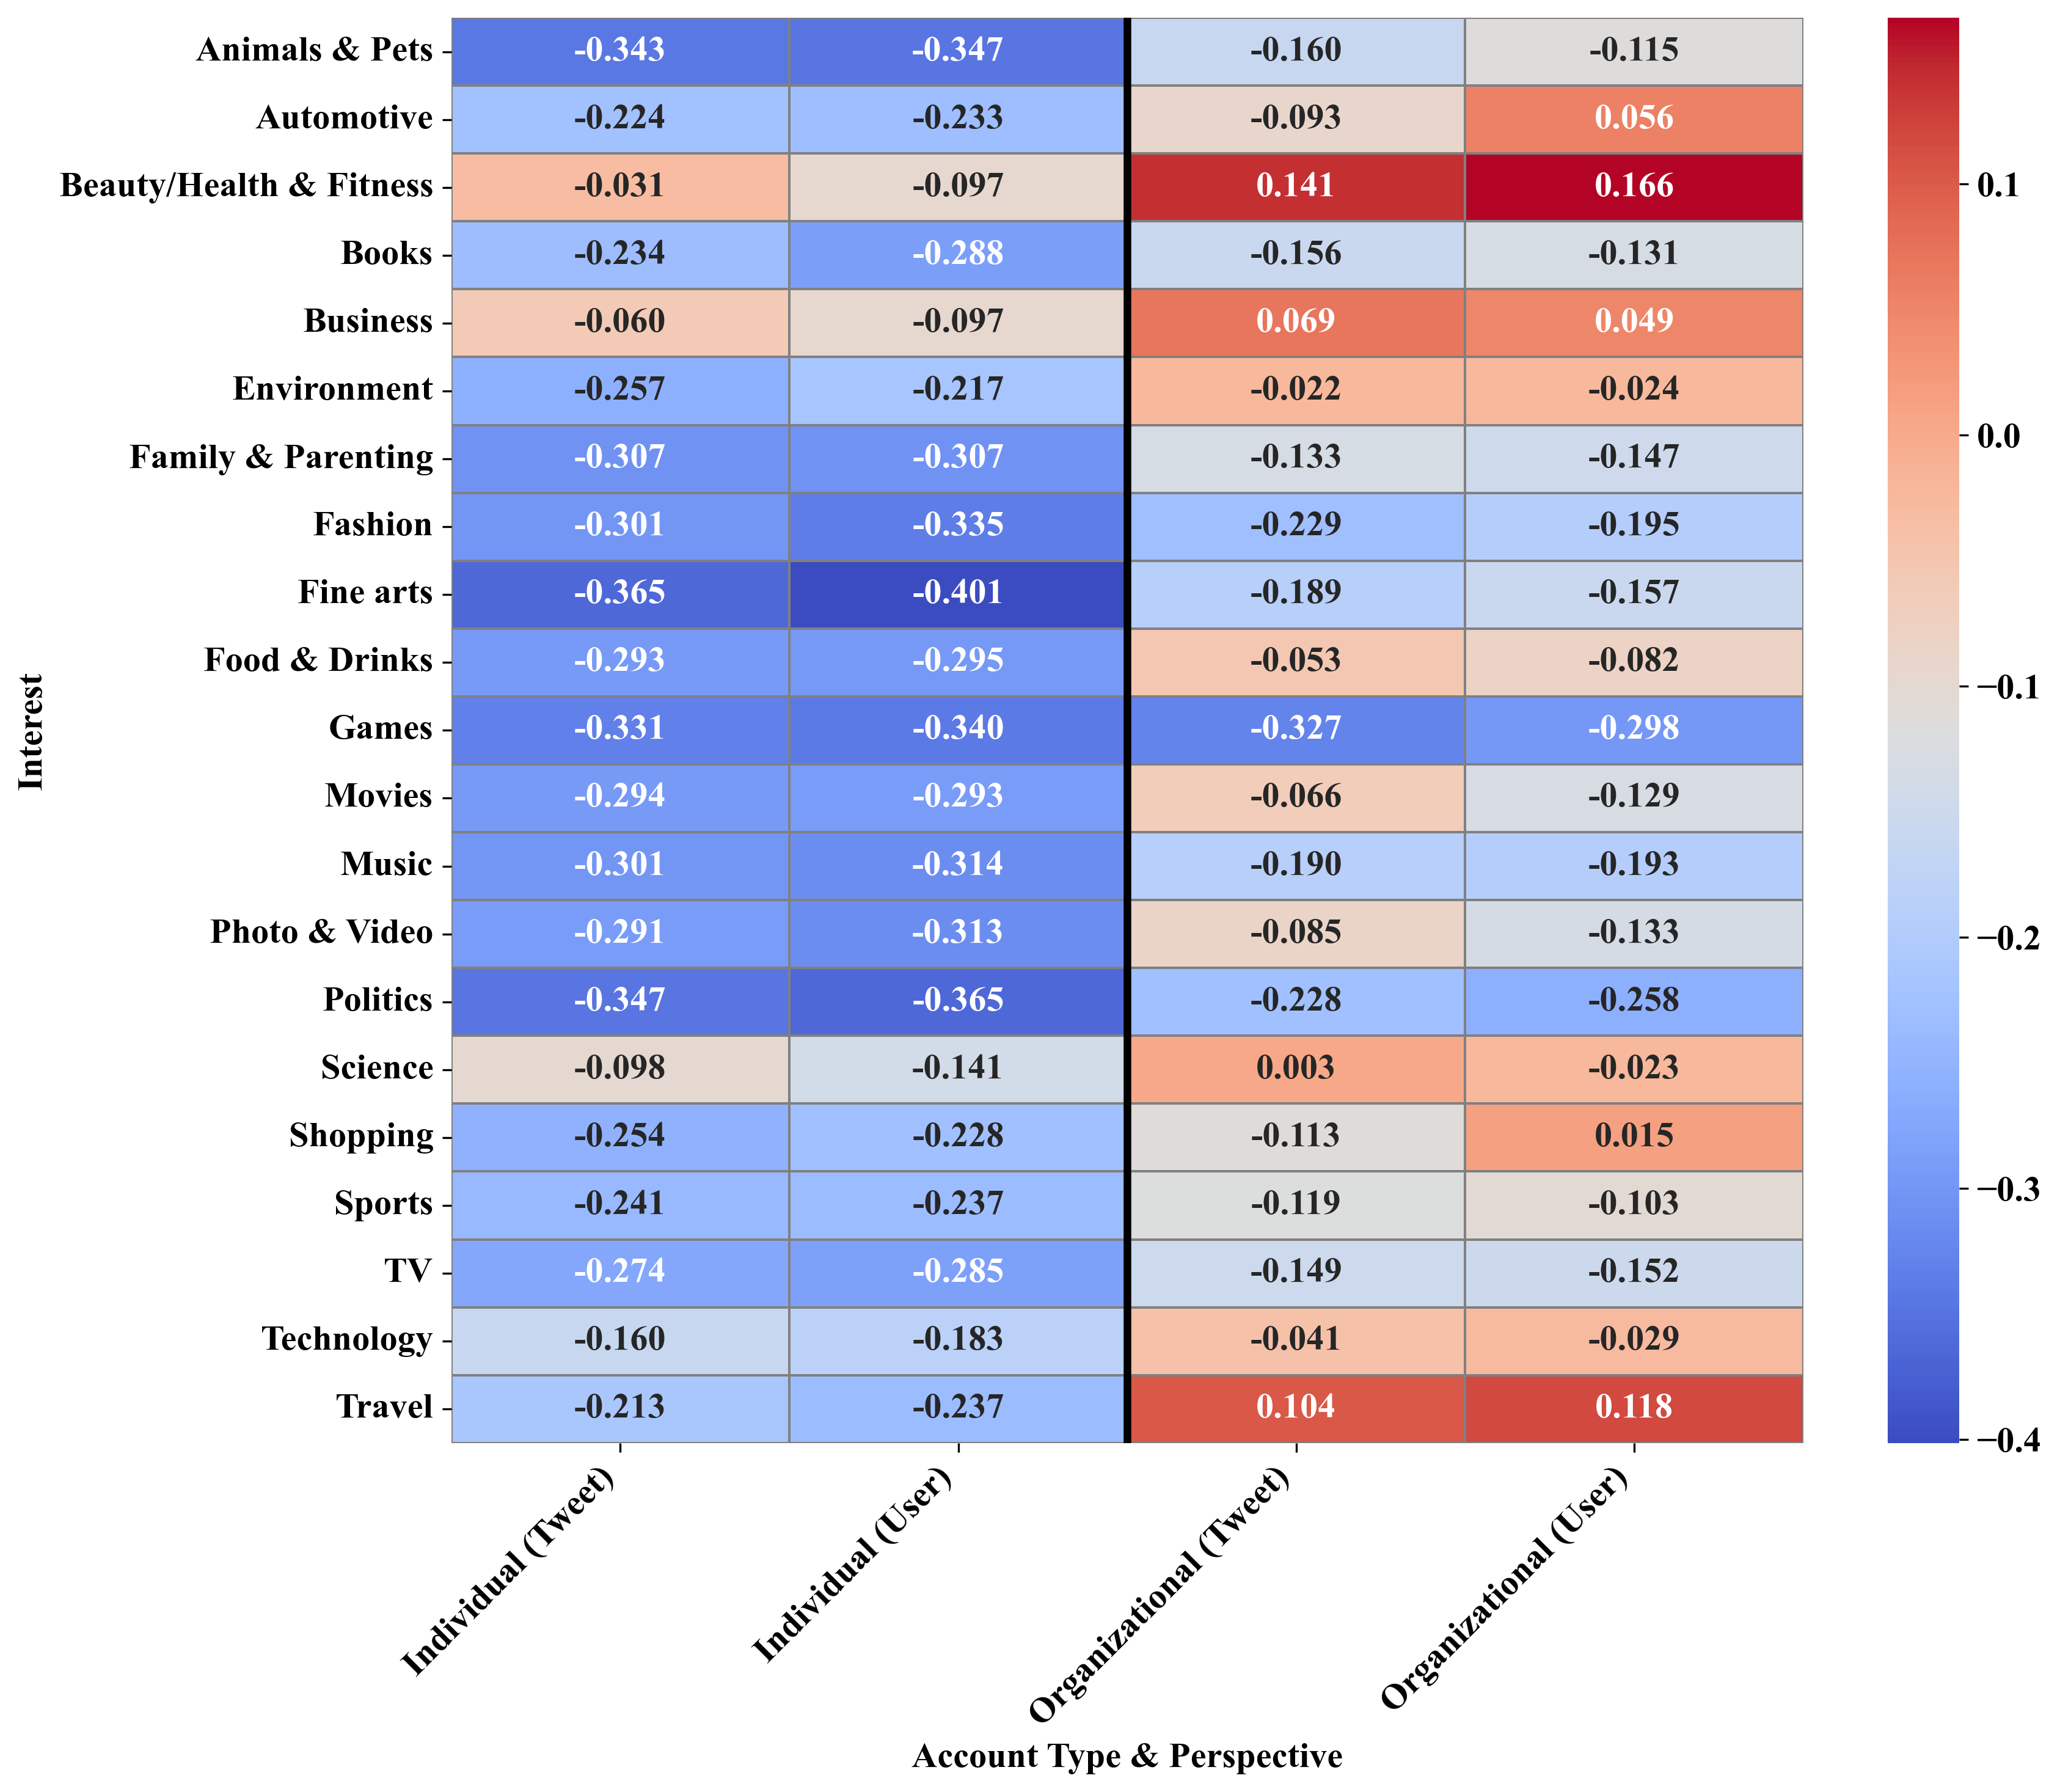 Animals & Pets -0.343 -0.347 -0.160 -0.115
Automotive -0.224 -0.233 -0.093 0.056
Beauty/Health & Fitness -0.031 -0.097 0.141 0.166
Books -0.234 -0.288 -0.156 -0.131
Business -0.060 -0.097 0.069 0.049
Environment -0.257 -0.217 -0.022 -0.024
Family & Parenting -0.307 -0.307 -0.133 -0.147
Fashion -0.301 -0.335 -0.229 -0.195
Fine arts -0.365 -0.401 -0.189 -0.157
Food & Drinks -0.293 -0.295 -0.053 -0.082
Games -0.331 -0.340 -0.327 -0.298
Movies -0.294 -0.293 -0.066 -0.129
Music -0.301 -0.314 -0.190 -0.193
Photo & Video -0.291 -0.313 -0.085 -0.133
Politics -0.347 -0.365 -0.228 -0.258
Science -0.098 -0.141 0.003 -0.023
Shopping -0.254 -0.228 -0.113 0.015
Sports -0.241 -0.237 -0.119 -0.103
TV -0.274 -0.285 -0.149 -0.152
Technology -0.160 -0.183 -0.041 -0.029
Travel -0.213 -0.237 0.104 0.118
Interest
Individual (Tweet)
Individual (User)
Organizational (Tweet)
Organizational (User)
Account Type & Perspective
0.1
0.0
−0.1
−0.2
−0.3
−0.4